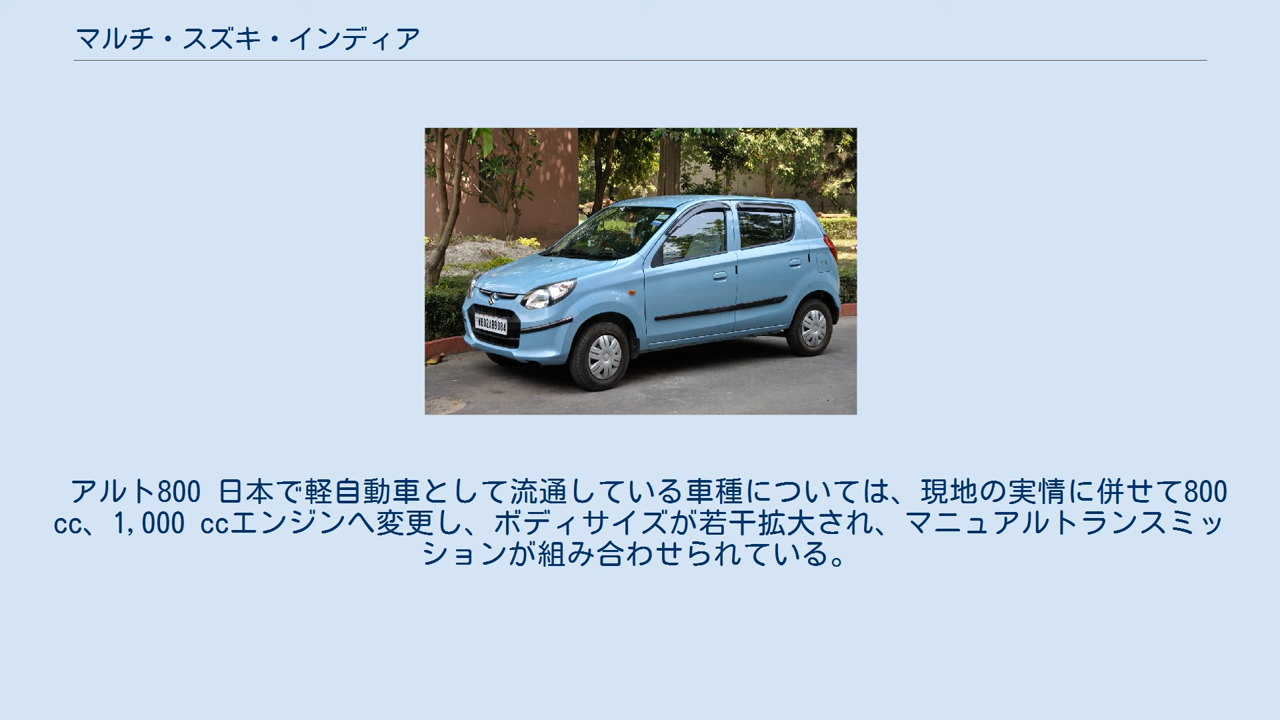 マルチ・スズキ・インディア
WB02AB9084
アルト800 日本で軽自動車として流通している車種については、現地の実情に併せて800
cc、1,000 ccエンジンへ変更し、ボディサイズが若干拡大され、マニュアルトランスミッ
ションが組み合わせられている。